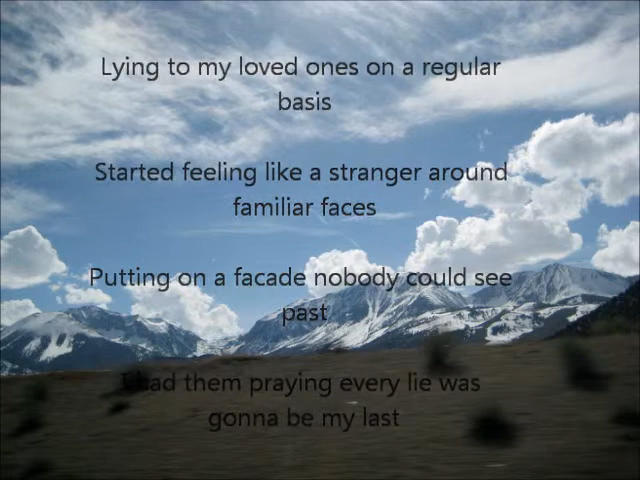 Lying to my loved ones on a regular
basis
Started feeling like a stranger around
familiar faces
Putting on a facade nobody could see
past
I had them praying every lie was
gonna be my last